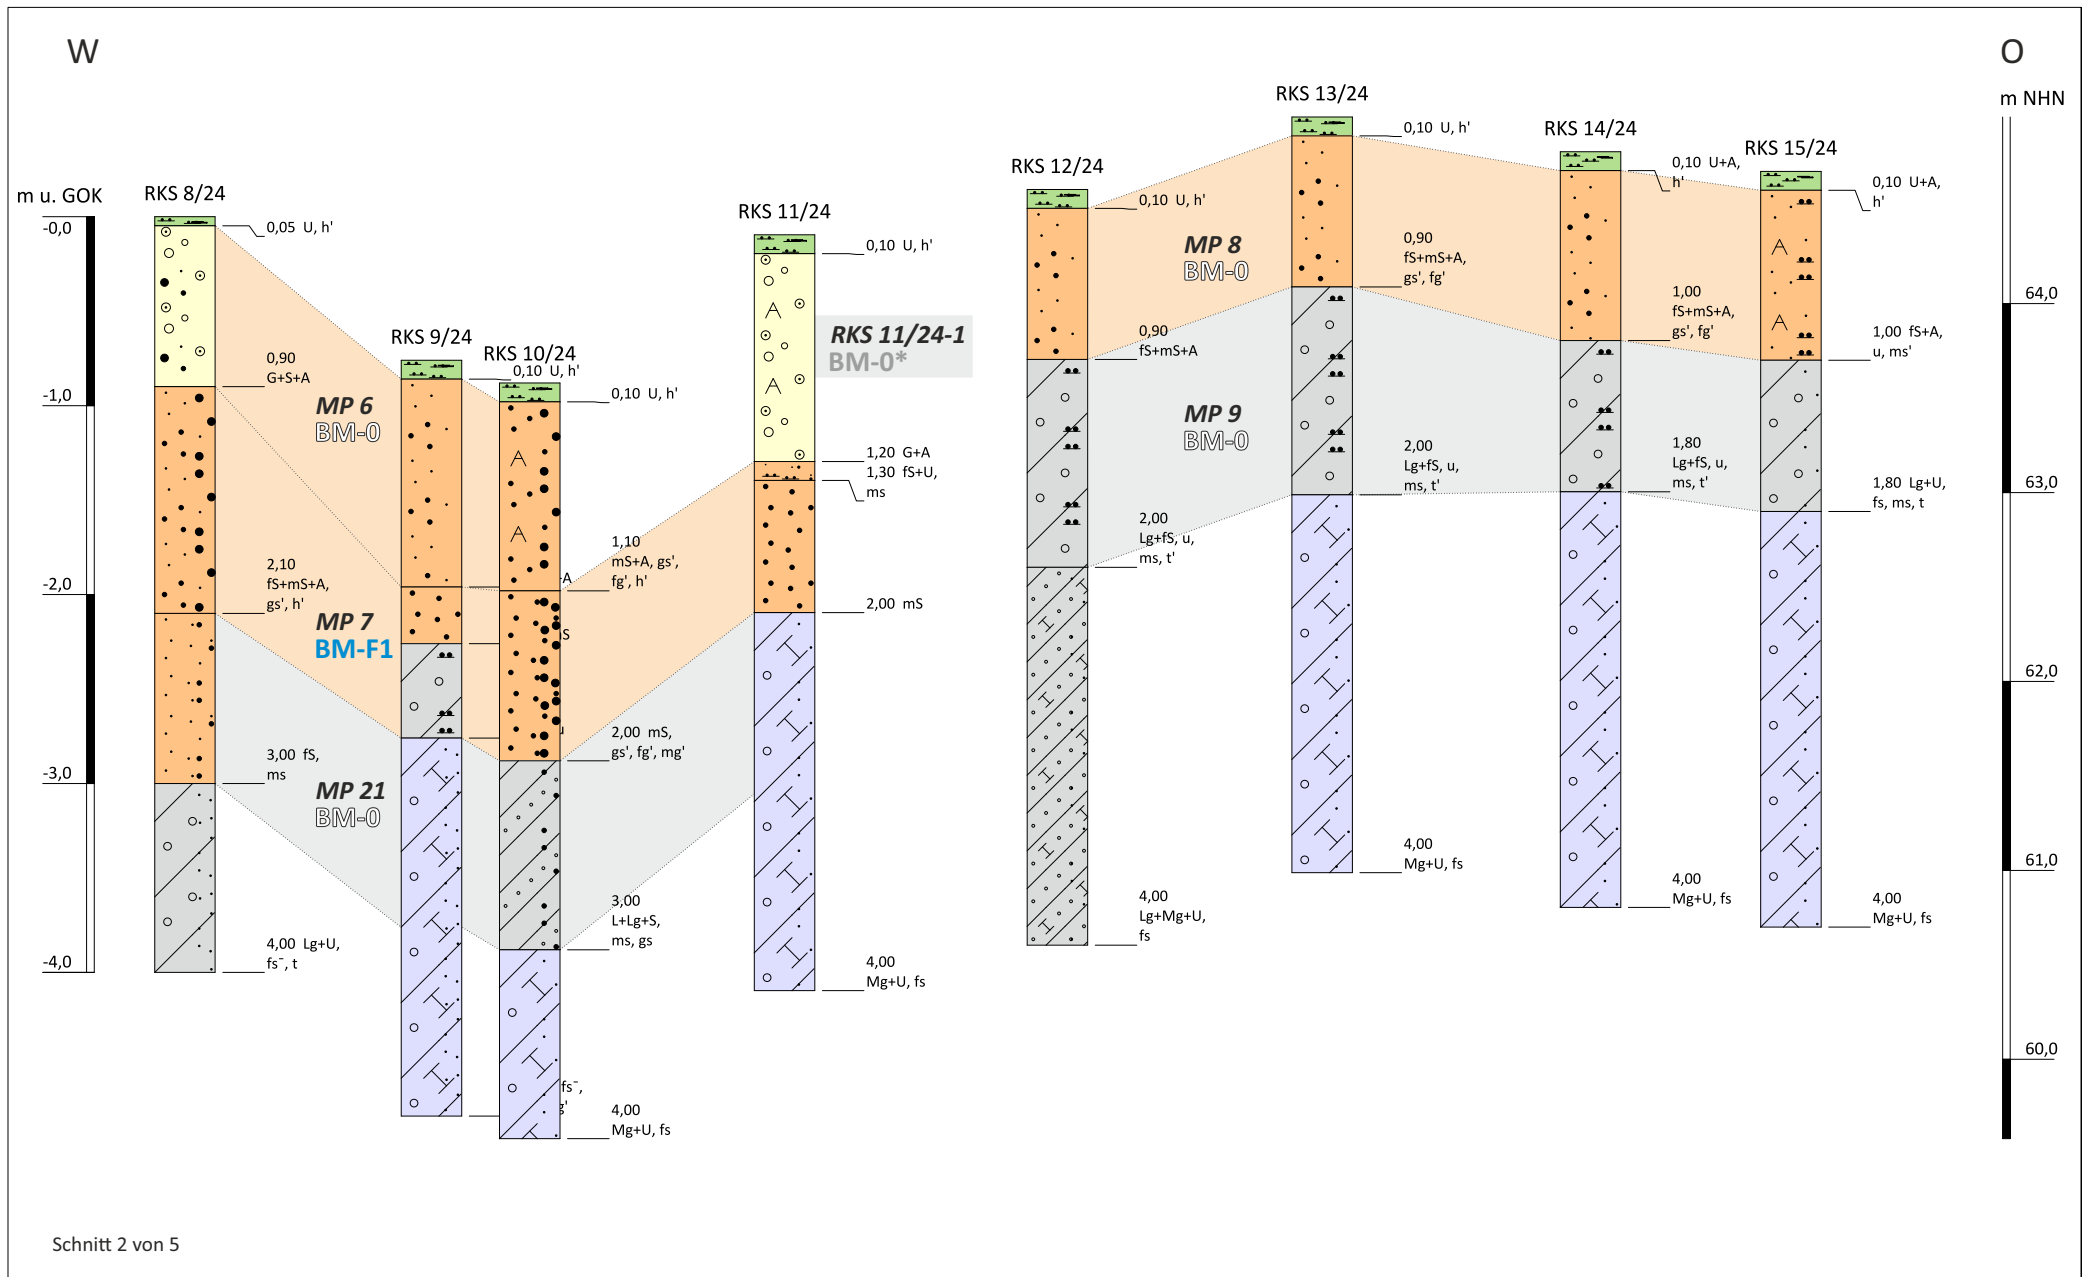 W
O
m NHN
m u. GOK
-0,0
-1,0
-2,0
-3,0
-4,0
RKS 8/24
0,05 U, h'
0,90
G+S+A
2,10
fS+mS+A,
gs', h'
3,00 fS,
ms
4,00 Lg+U,
fs¯, t
MP 6
BM-0
MP 7
BM-F1
MP 21
BM-0
RKS 9/24
0,10 U, h'
RKS 10/24
0,10 U, h'
1,10
mS+A, gs',
fg', h'
2,00 mS,
gs', fg', mg'
3,00
L+Lg+S,
ms, gs
4,00
Mg+U, fs
fs¯,
RKS 11/24
0,10 U, h'
RKS 11/24-1
BM-0*
1,20 G+A
1,30 fS+U,
ms
2,00 mS
4,00
Mg+U, fs
RKS 12/24
0,10 U, h'
0,90
fS+mS+A
2,00
Lg+fS, u,
ms, t'
4,00
Lg+Mg+U,
fs
MP 8
BM-0
MP 9
BM-0
RKS 13/24
0,10 U, h'
0,90
fS+mS+A,
gs', fg'
2,00
Lg+fS, u,
ms, t'
4,00
Mg+U, fs
RKS 14/24
0,10 U+A,
h'
1,00
fS+mS+A,
gs', fg'
1,80
Lg+fS, u,
ms, t'
4,00
Mg+U, fs
RKS 15/24
0,10 U+A,
h'
1,00 fS+A,
u, ms'
1,80 Lg+U,
fs, ms, t
4,00
Mg+U, fs
64,0
63,0
62,0
61,0
60,0
Schnitt 2 von 5